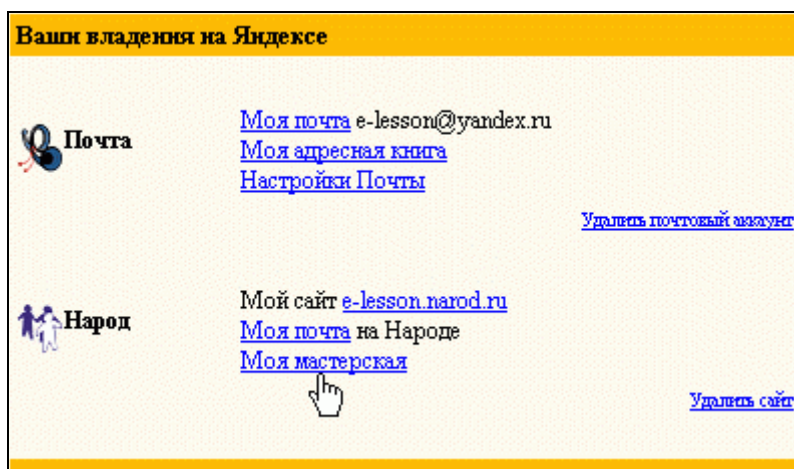 Ваши владения на Яндексе
Почта
Моя почта e-lesson@yandex.ru
Моя адресная книга
Настройки Почты
Удалить почтовый аккаунт
Народ
Мой сайт e-lesson.narod.ru
Моя почта на Народе
Моя мастерская
Удалить сайт